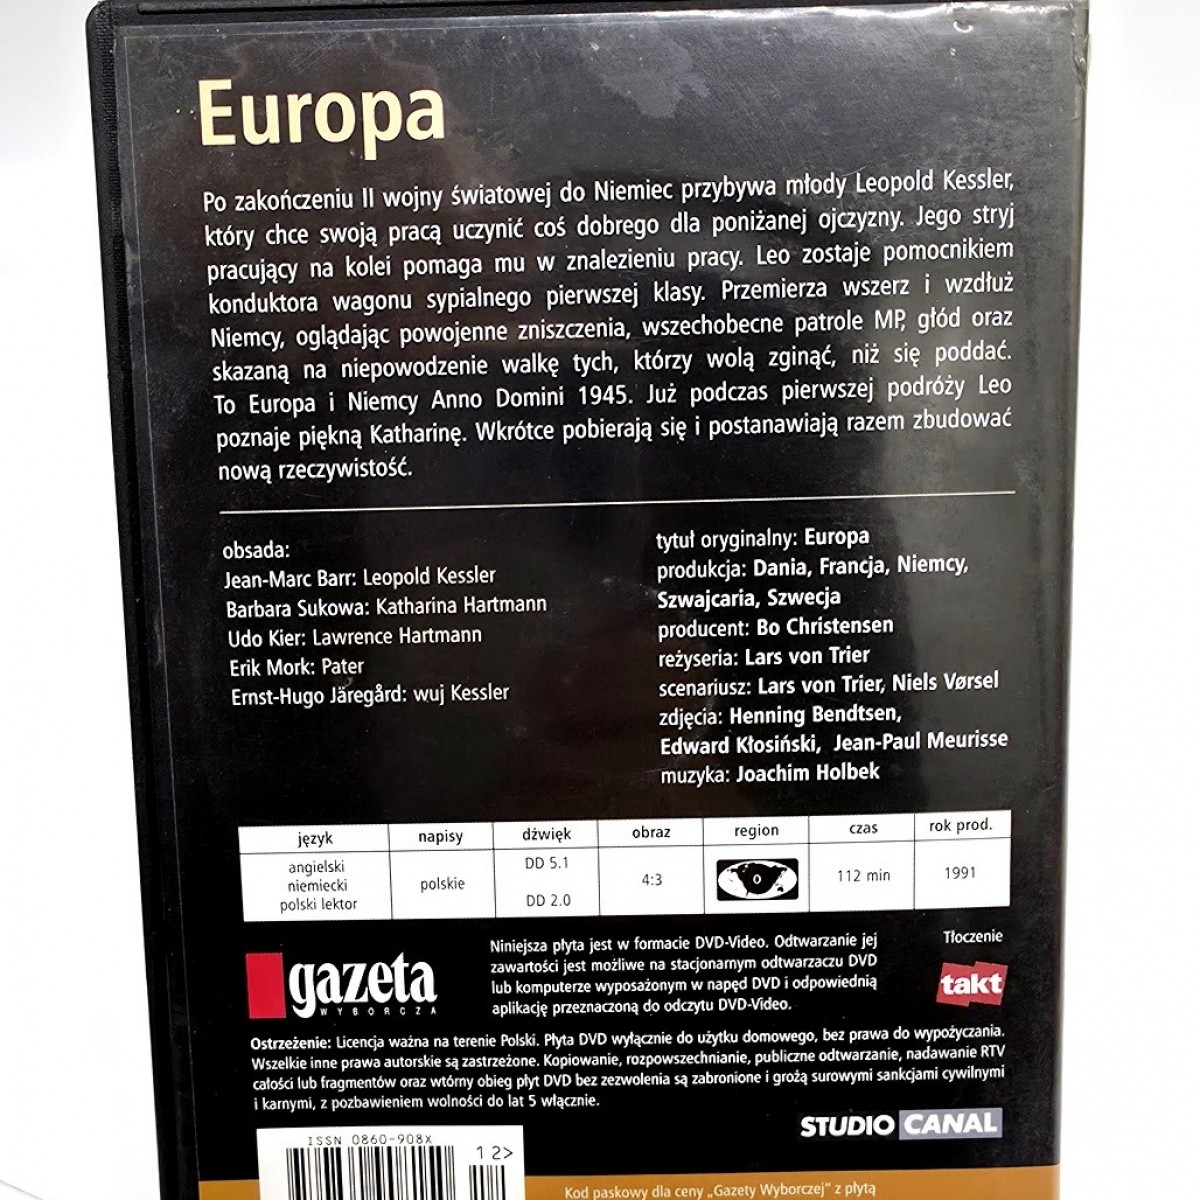 Europa
Po zakończeniu II wojny światowej do Niemiec przybywa młody Leopold Kessler,
który chce swoją pracą uczynić coś dobrego dla poniżanej ojczyzny. Jego stryj
pracujący na kolei pomaga mu w znalezieniu pracy. Leo zostaje pomocnikiem
konduktora wagonu sypialnego pierwszej klasy. Przemierza wszerz i wzdłuż
Niemcy, oglądając powojenne zniszczenia, wszechobecne patrole MP, głód oraz
skazaną na niepowodzenie walkę tych, którzy wolą zginąć, niż się poddać.
To Europa i Niemcy Anno Domini 1945. Już podczas pierwszej podróży Leo
poznaje piękną Katharinę. Wkrótce pobierają się i postanawiają razem zbudować
nową rzeczywistość.
obsada:
Jean-Marc Barr: Leopold Kessler
Barbara Sukowa: Katharina Hartmann
Udo Kier: Lawrence Hartmann
Erik Mork: Pater
Ernst-Hugo Järegård: wuj Kessler
tytuł oryginalny: Europa
produkcja: Dania, Francja, Niemcy,
Szwajcaria, Szwecja
producent: Bo Christensen
reżyseria: Lars von Trier
scenariusz: Lars von Trier, Niels Vørsel
zdjęcia: Henning Bendtsen,
Edward Kłosiński, Jean-Paul Meurisse
muzyka: Joachim Holbek
język napisy dźwięk obraz region czas rok prod.
angielski
niemiecki
polski lektor
polskie
DD 5.1
DD 2.0
4:3
0
112 min
1991
gazeta
WYBORCZA
Niniejsza płyta jest w formacie DVD-Video. Odtwarzanie jej
zawartości jest możliwe na stacjonarnym odtwarzaczu DVD
lub komputerze wyposażonym w napęd DVD i odpowiednią
aplikację przeznaczoną do odczytu DVD-Video.
Tłoczenie
takt
Ostrzeżenie: Licencja ważna na terenie Polski. Płyta DVD wyłącznie do użytku domowego, bez prawa do wypożyczania.
Wszelkie inne prawa autorskie są zastrzeżone. Kopiowanie, rozpowszechnianie, publiczne odtwarzanie, nadawanie RTV
całości lub fragmentów oraz wtórny obieg płyt DVD bez zezwolenia są zabronione i grożą surowymi sankcjami cywilnymi
i karnymi, z pozbawieniem wolności do lat 5 włącznie.
STUDIO CANAL
ISSN 0860-908X
12>
Kod paskowy dla ceny „Gazety Wyborczej" z płytą